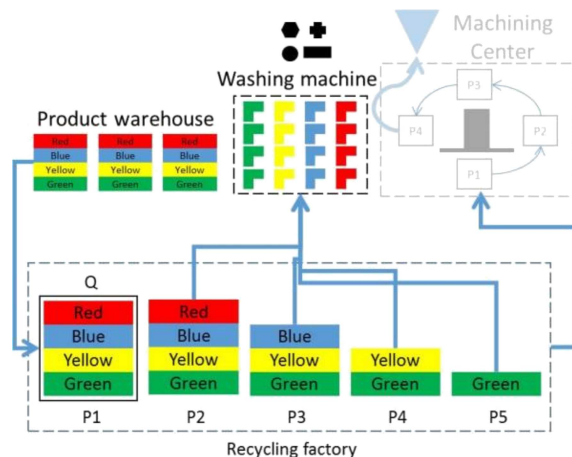 Machining
Center
P3
P4
P2
P1
Washing machine
Product warehouse
Red
Red
Red
Blue
Blue
Blue
Yellow
Yellow
Yellow
Green
Green
Green
Q
Red
Blue
Yellow
Green
Red
Blue
Yellow
Green
Blue
Yellow
Green
Yellow
Green
Green
P1
P2
P3
P4
P5
Recycling factory